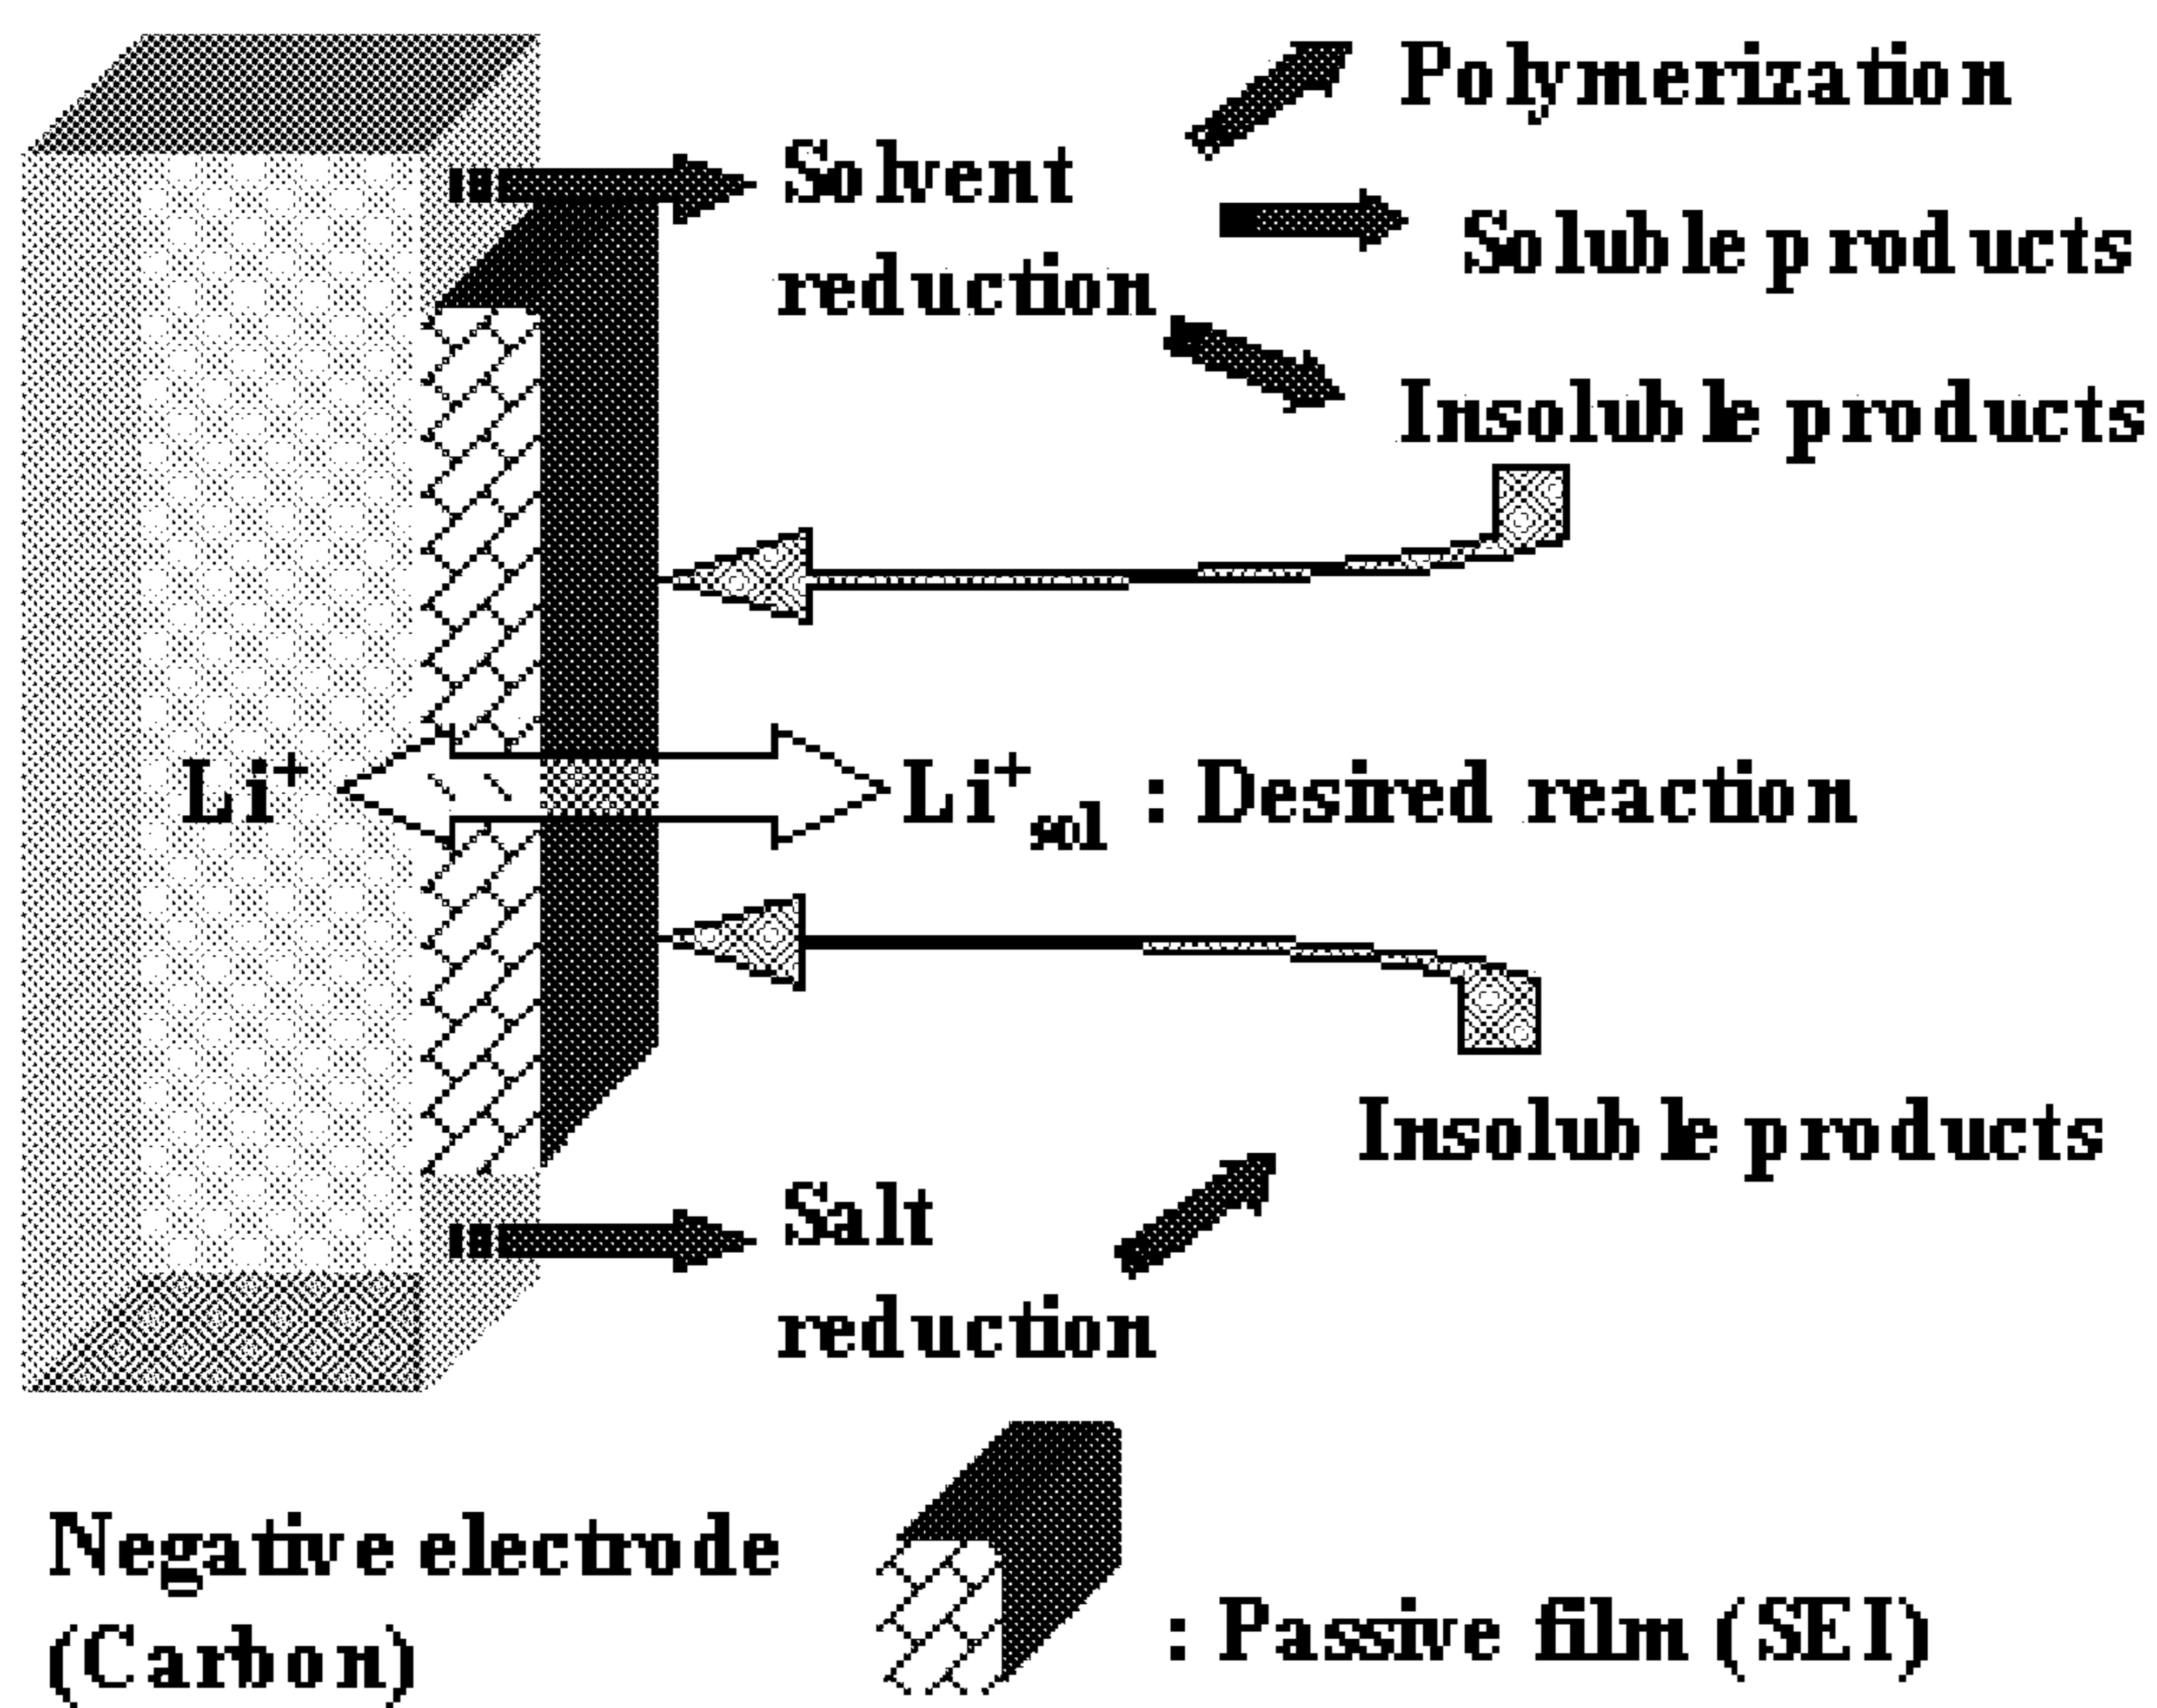 Polymerization
Solvent
reduction
Soluble products
Insoluble products
Li+
Li+sol : Desired reaction
Insoluble products
Salt
reduction
Negative electrode
(Carbon)
: Passive film (SEI)